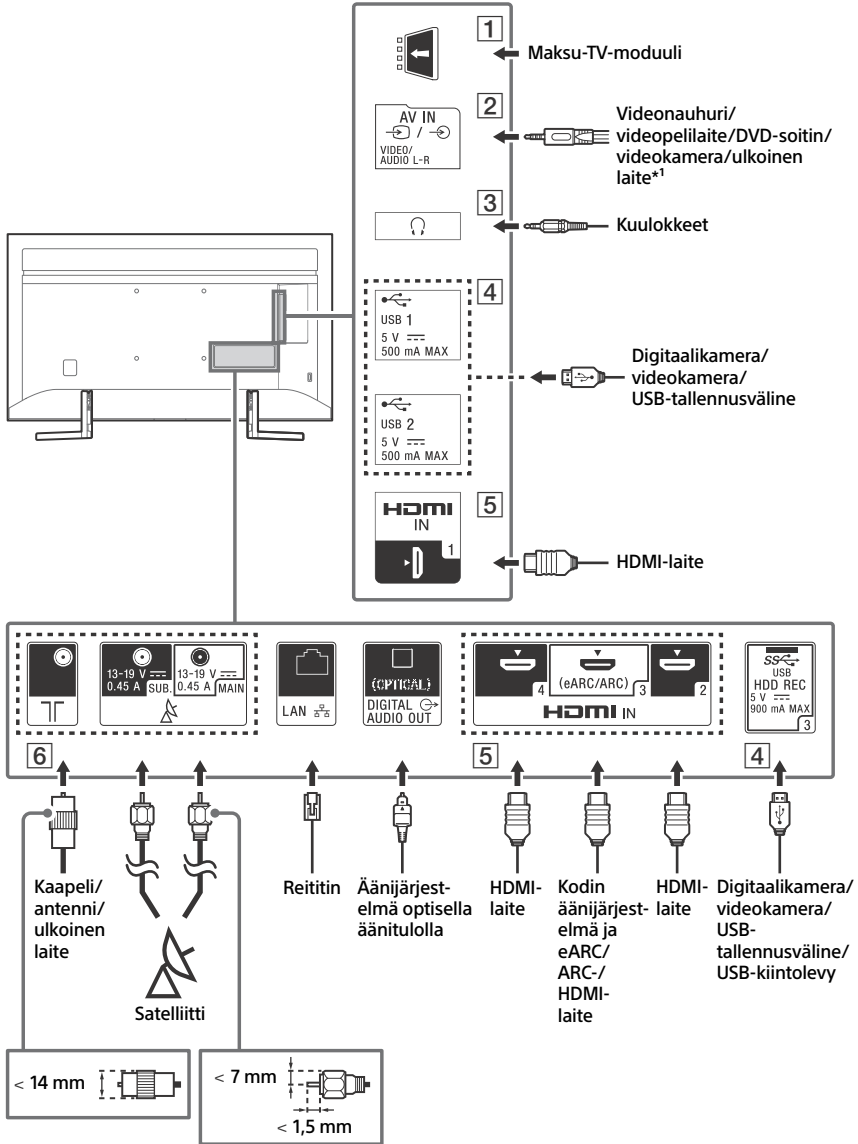 1
Maksu-TV-moduuli
2
AV IN
/
VIDEO/
AUDIO L-R
Videonauhuri/
videopelilaite/DVD-soitin/
videokamera/ulkoinen
laite*1
3
Kuulokkeet
4
USB 1
5 V
500 mA MAX
USB 2
5 V
500 mA MAX
Digitaalikamera/
videokamera/
USB-tallennusväline
5
HDMI
IN
1
HDMI-laite
13-19 V
0.45 A
SUB.
13-19 V
0.45 A
MAIN
LAN
(OPTICAL)
DIGITAL
AUDIO OUT
4
(eARC/ARC)
3
2
HDMI IN
SS
USB
HDD REC
5 V
900 mA MAX
3
6
5
4
Kaapeli/
antenni/
ulkoinen
laite
Satelliitti
Reititin
Äänijärjest-
elmä optisella
äänitulolla
HDMI-
laite
Kodin
äänijärjest-
elmä ja
eARC/
ARC-/
HDMI-
laite
HDMI-
laite
Digitaalikamera/
videokamera/
USB-
tallennusväline/
USB-kiintolevy
< 14 mm
< 7 mm
< 1,5 mm